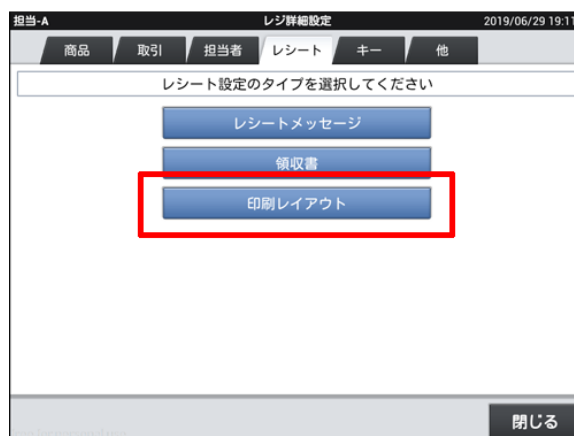 担当-A レジ詳細設定 2019/06/29 19:11
商品 取引 担当者 レシート キー 他
レシート設定のタイプを選択してください
レシートメッセージ
領収書
印刷レイアウト
閉じる